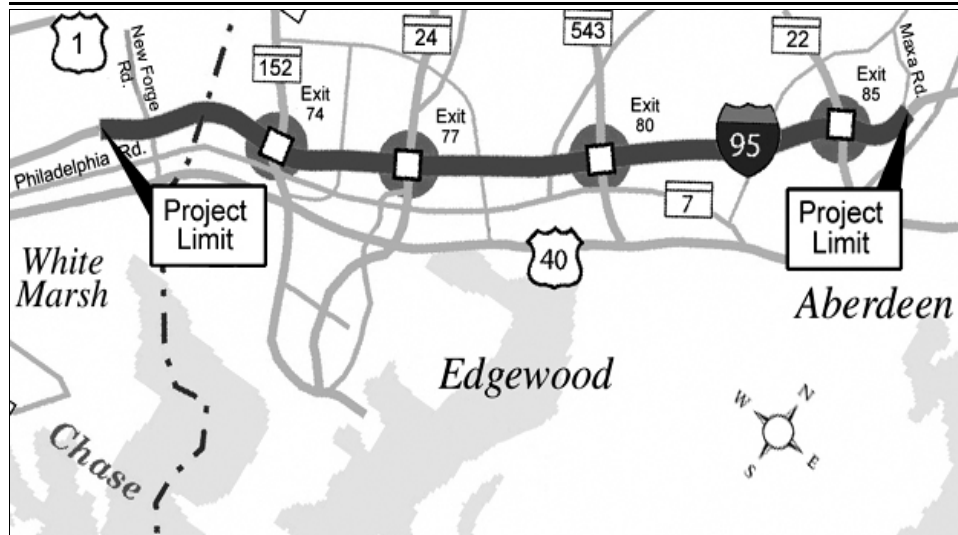 1
New Forge
Rd.
152
24
543
22
Maxa Rd.
Exit
74
Exit
77
Exit
80
Exit
85
95
Philadelphia Rd.
Project
Limit
7
Project
Limit
40
White
Marsh
Aberdeen
Edgewood
Chase
W
N
S
E